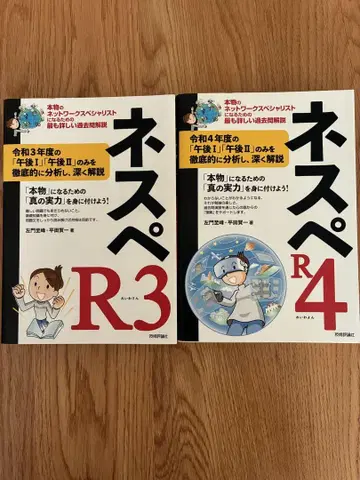 本物の
ネットワークスペシャリスト
になるための
最も詳しい過去問解説
令和3年度の
「午後Ⅰ」「午後Ⅱ」のみを
徹底的に分析し、深く解説
「本物」になるための
「真の実力」を身に付けよう!
左門至峰・平田賀一 著
ネスペ
R3
れいわさん
技術評論社
本物の
ネットワークスペシャリスト
になるための
最も詳しい過去問解説
令和4年度の
「午後Ⅰ」「午後Ⅱ」のみを
徹底的に分析し、深く解説
「本物」になるための
「真の実力」を身に付けよう!
左門至峰・平田賀一 著
ネスペ
R4
れいわよん
技術評論社